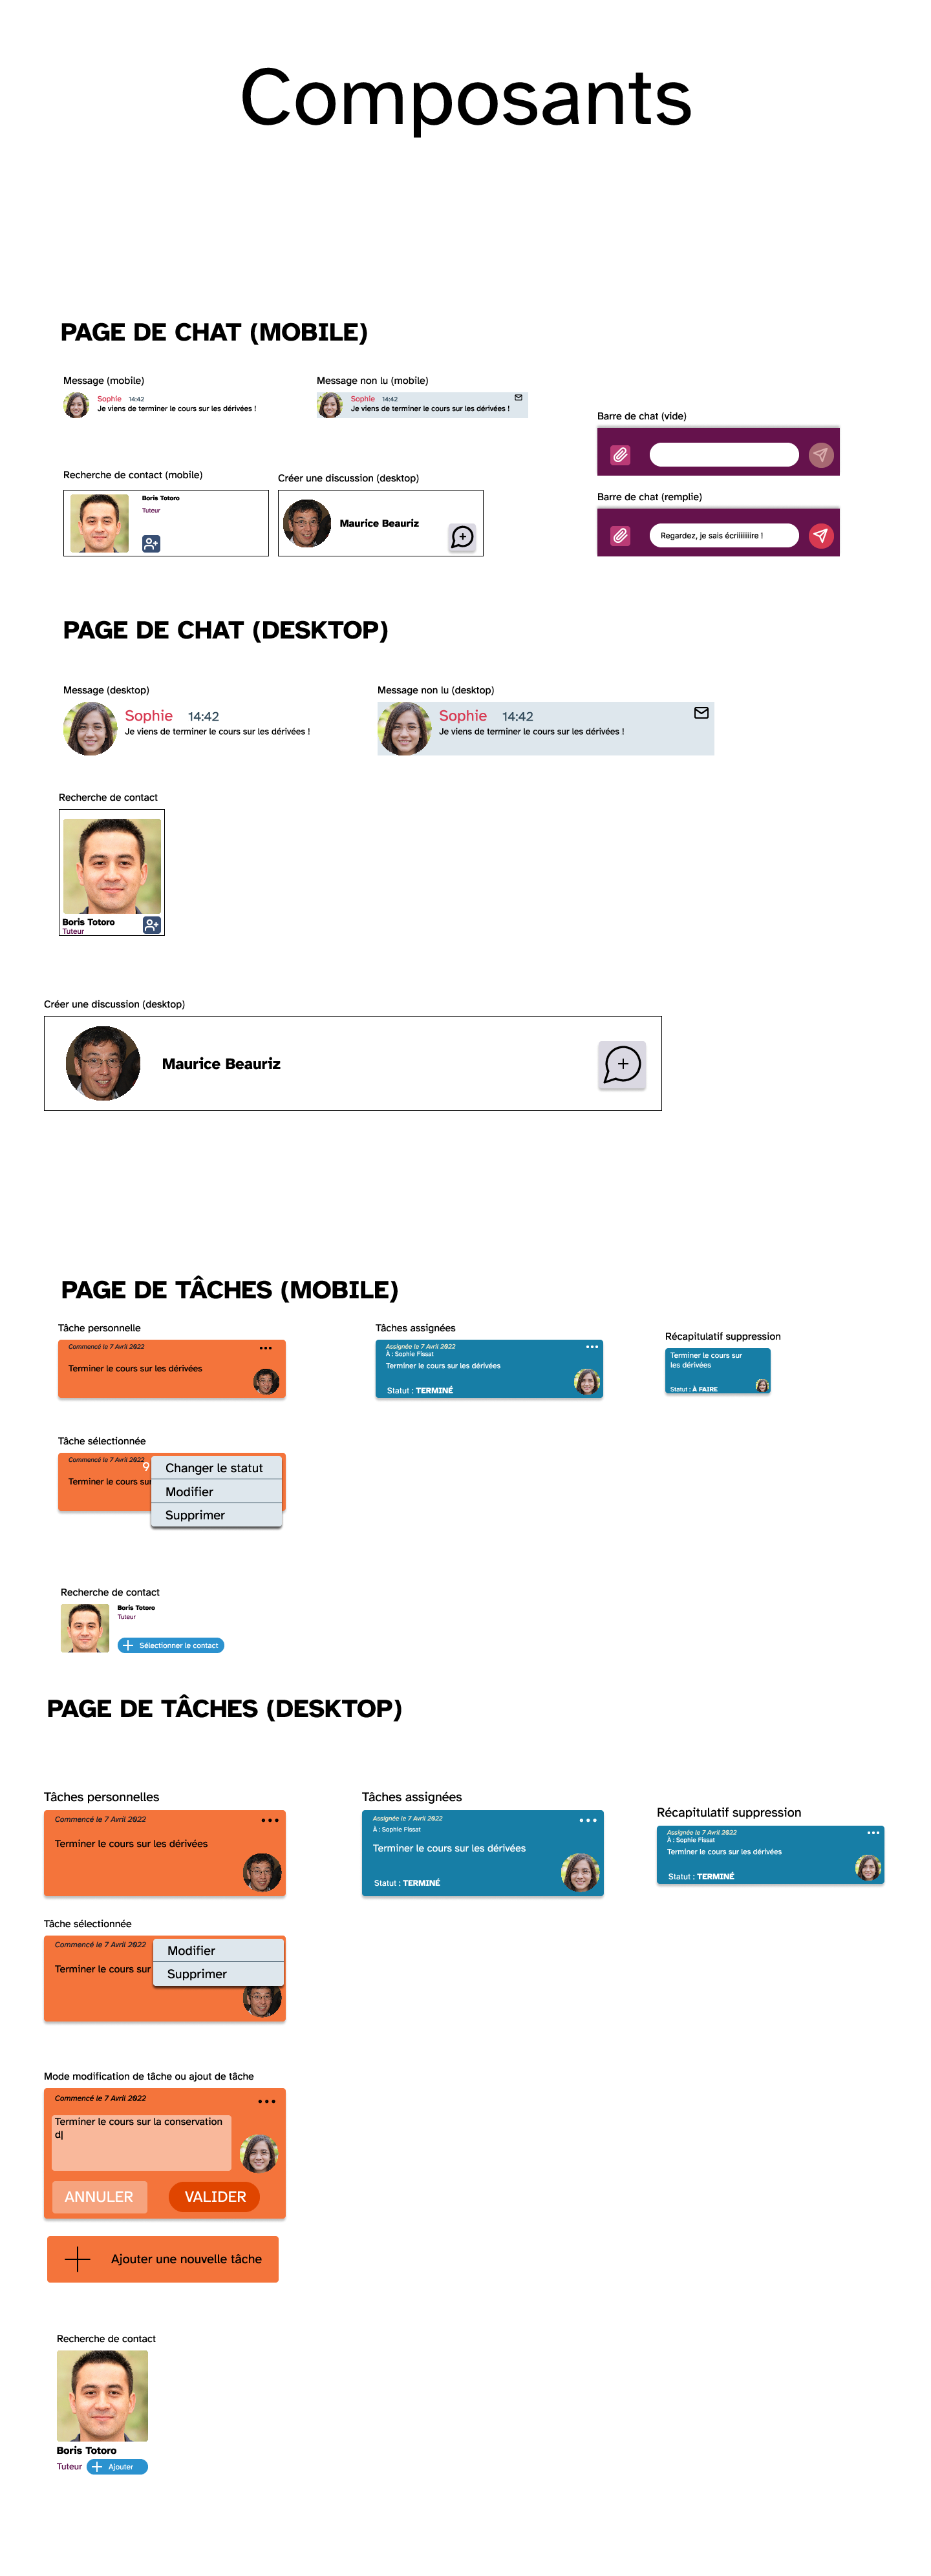 Composants
PAGE DE CHAT (MOBILE)
Message (mobile)
Sophie 14:42
Je viens de terminer le cours sur les dérivées !
Message non lu (mobile)
Sophie 14:42
Je viens de terminer le cours sur les dérivées !
Barre de chat (vide)
Recherche de contact (mobile)
Boris Totoro
Tuteur
Créer une discussion (desktop)
Maurice Beauriz
Barre de chat (remplie)
Regardez, je sais écriiiiiiiire !
PAGE DE CHAT (DESKTOP)
Message (desktop)
Sophie 14:42
Je viens de terminer le cours sur les dérivées !
Message non lu (desktop)
Sophie 14:42
Je viens de terminer le cours sur les dérivées !
Recherche de contact
Boris Totoro
Tuteur
Créer une discussion (desktop)
Maurice Beauriz
PAGE DE TÂCHES (MOBILE)
Tâche personnelle
Commencé le 7 Avril 2022
Terminer le cours sur les dérivées
Tâches assignées
Assignée le 7 Avril 2022
À : Sophie Fissat
Terminer le cours sur les dérivées
Statut : TERMINÉ
Récapitulatif suppression
Terminer le cours sur
les dérivées
Statut : À FAIRE
Tâche sélectionnée
Commencé le 7 Avril 2022
9
Terminer le cours sur
Changer le statut
Modifier
Supprimer
Recherche de contact
Boris Totoro
Tuteur
Sélectionner le contact
PAGE DE TÂCHES (DESKTOP)
Tâches personnelles
Commencé le 7 Avril 2022
Terminer le cours sur les dérivées
Tâches assignées
Assignée le 7 Avril 2022
À : Sophie Fissat
Terminer le cours sur les dérivées
Statut : TERMINÉ
Récapitulatif suppression
Assignée le 7 Avril 2022
À : Sophie Fissat
Terminer le cours sur les dérivées
Statut : TERMINÉ
Tâche sélectionnée
Commencé le 7 Avril 2022
Terminer le cours sur
Modifier
Supprimer
Mode modification de tâche ou ajout de tâche
Commencé le 7 Avril 2022
Terminer le cours sur la conservation
d|
ANNULER
VALIDER
Ajouter une nouvelle tâche
Recherche de contact
Boris Totoro
Tuteur
Ajouter